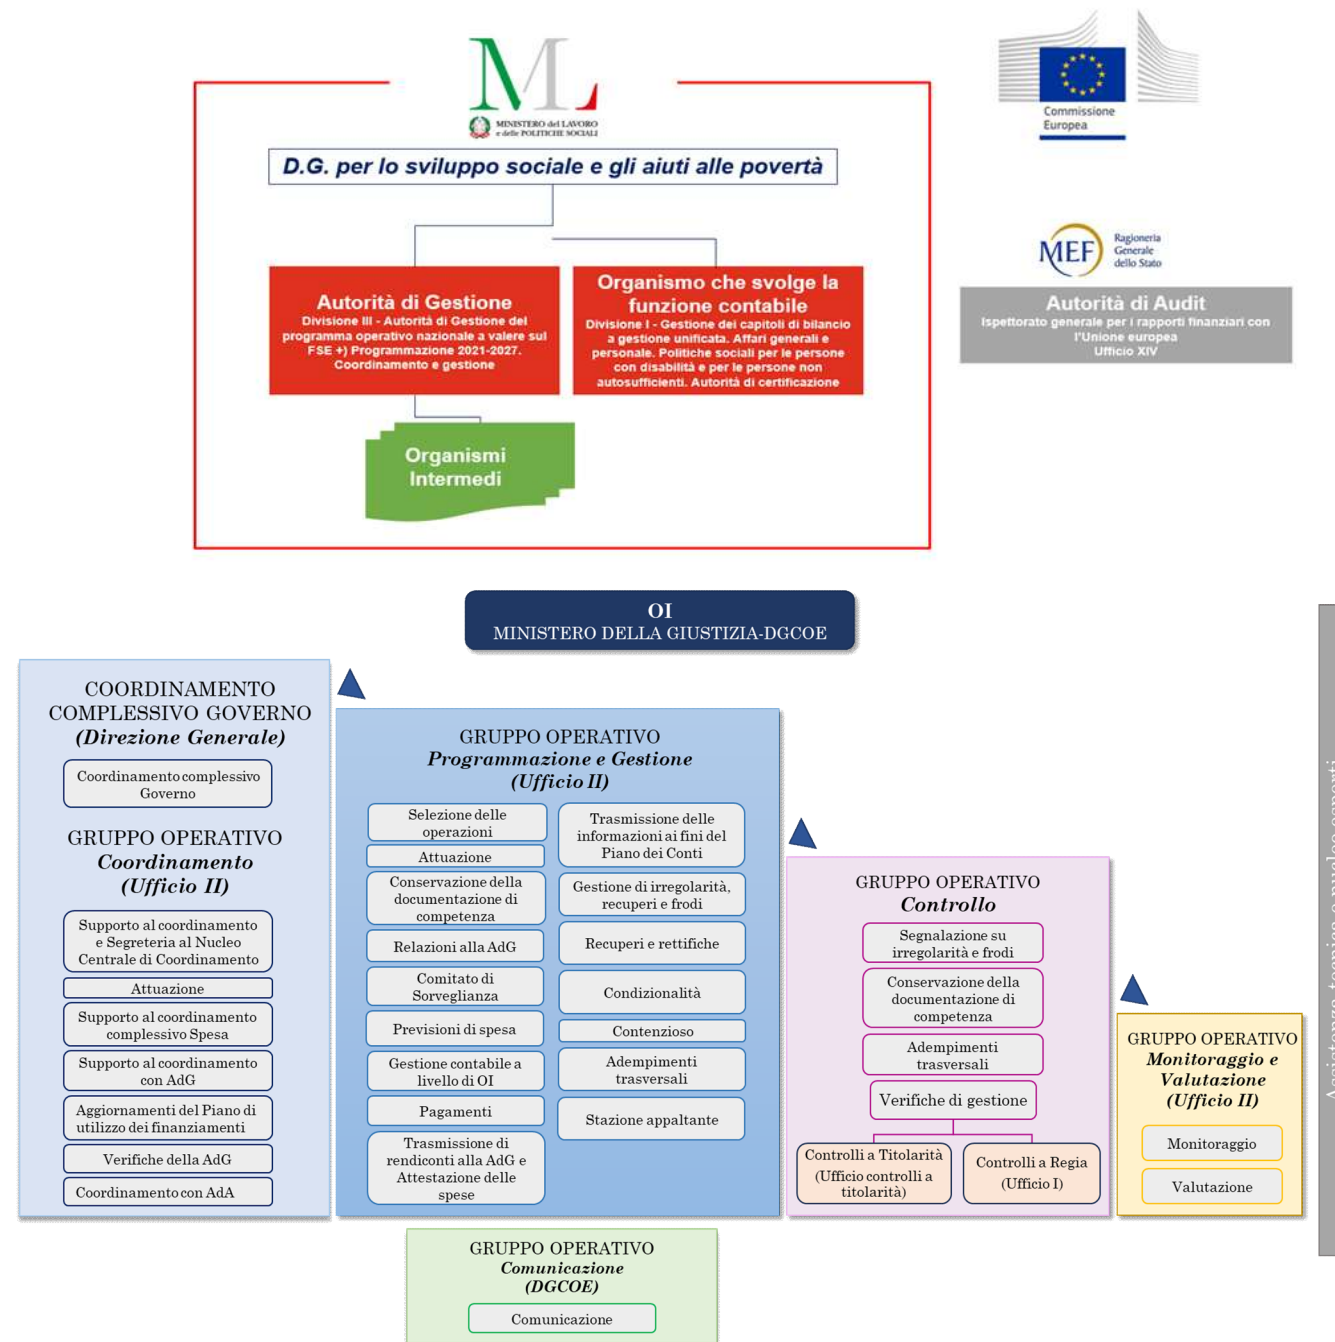 ML
MINISTERO del LAVORO
e delle POLITICHE SOCIALI
Commissione
Europea
D.G. per lo sviluppo sociale e gli aiuti alle povertà
MEF
Ragioneria
Generale
dello Stato
Autorità di Gestione
Divisione III - Autorità di Gestione del
programma operativo nazionale a valere sul
FSE +) Programmazione 2021-2027.
Coordinamento e gestione
Organismo che svolge la
funzione contabile
Divisione I - Gestione dei capitoli di bilancio
a gestione unificata. Affari generali e
personale. Politiche sociali per le persone
con disabilità e per le persone non
autosufficienti. Autorità di certificazione
Autorità di Audit
Ispettorato generale per i rapporti finanziari con
l'Unione europea
Ufficio XIV
Organismi
Intermedi
OI
MINISTERO DELLA GIUSTIZIA-DGCOE
COORDINAMENTO
COMPLESSIVO GOVERNO
(Direzione Generale)
Coordinamento complessivo
Governo
GRUPPO OPERATIVO
Coordinamento
(Ufficio II)
Supporto al coordinamento
e Segreteria al Nucleo
Centrale di Coordinamento
Attuazione
Supporto al coordinamento
complessivo Spesa
Supporto al coordinamento
con AdG
Aggiornamenti del Piano di
utilizzo dei finanziamenti
Verifiche della AdG
Coordinamento con AdA
GRUPPO OPERATIVO
Programmazione e Gestione
(Ufficio II)
Selezione delle
operazioni
Attuazione
Conservazione della
documentazione di
competenza
Relazioni alla AdG
Comitato di
Sorveglianza
Previsioni di spesa
Gestione contabile a
livello di OI
Pagamenti
Trasmissione di
rendiconti alla AdG e
Attestazione delle
spese
Trasmissione delle
informazioni ai fini del
Piano dei Conti
Gestione di irregolarità,
recuperi e frodi
Recuperi e rettifiche
Condizionalità
Contenzioso
Adempimenti
trasversali
Stazione appaltante
GRUPPO OPERATIVO
Controllo
Segnalazione su
irregolarità e frodi
Conservazione della
documentazione di
competenza
Adempimenti
trasversali
Verifiche di gestione
Controlli a Titolarità
(Ufficio controlli a
titolarità)
Controlli a Regia
(Ufficio I)
GRUPPO OPERATIVO
Monitoraggio e
Valutazione
(Ufficio II)
Monitoraggio
Valutazione
GRUPPO OPERATIVO
Comunicazione
(DGCOE)
Comunicazione